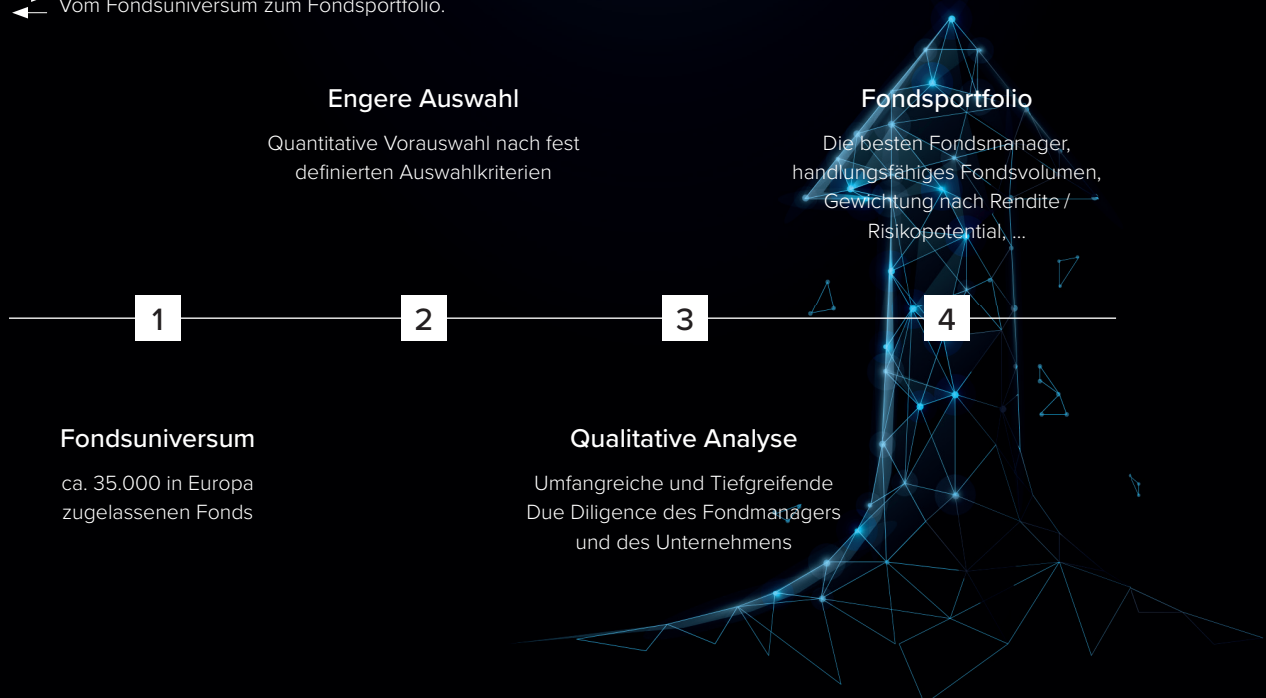 Vom Fondsuniversum zum Fondsportfolio.
Engere Auswahl
Quantitative Vorauswahl nach fest
definierten Auswahlkriterien
Fondsportfolio
Die besten Fondsmanager,
handlungsfähiges Fondsvolumen,
Gewichtung nach Rendite /
Risikopotential, ...
1
2
3
4
Fondsuniversum
ca. 35.000 in Europa
zugelassenen Fonds
Qualitative Analyse
Umfangreiche und Tiefgreifende
Due Diligence des Fondmanagers
und des Unternehmens